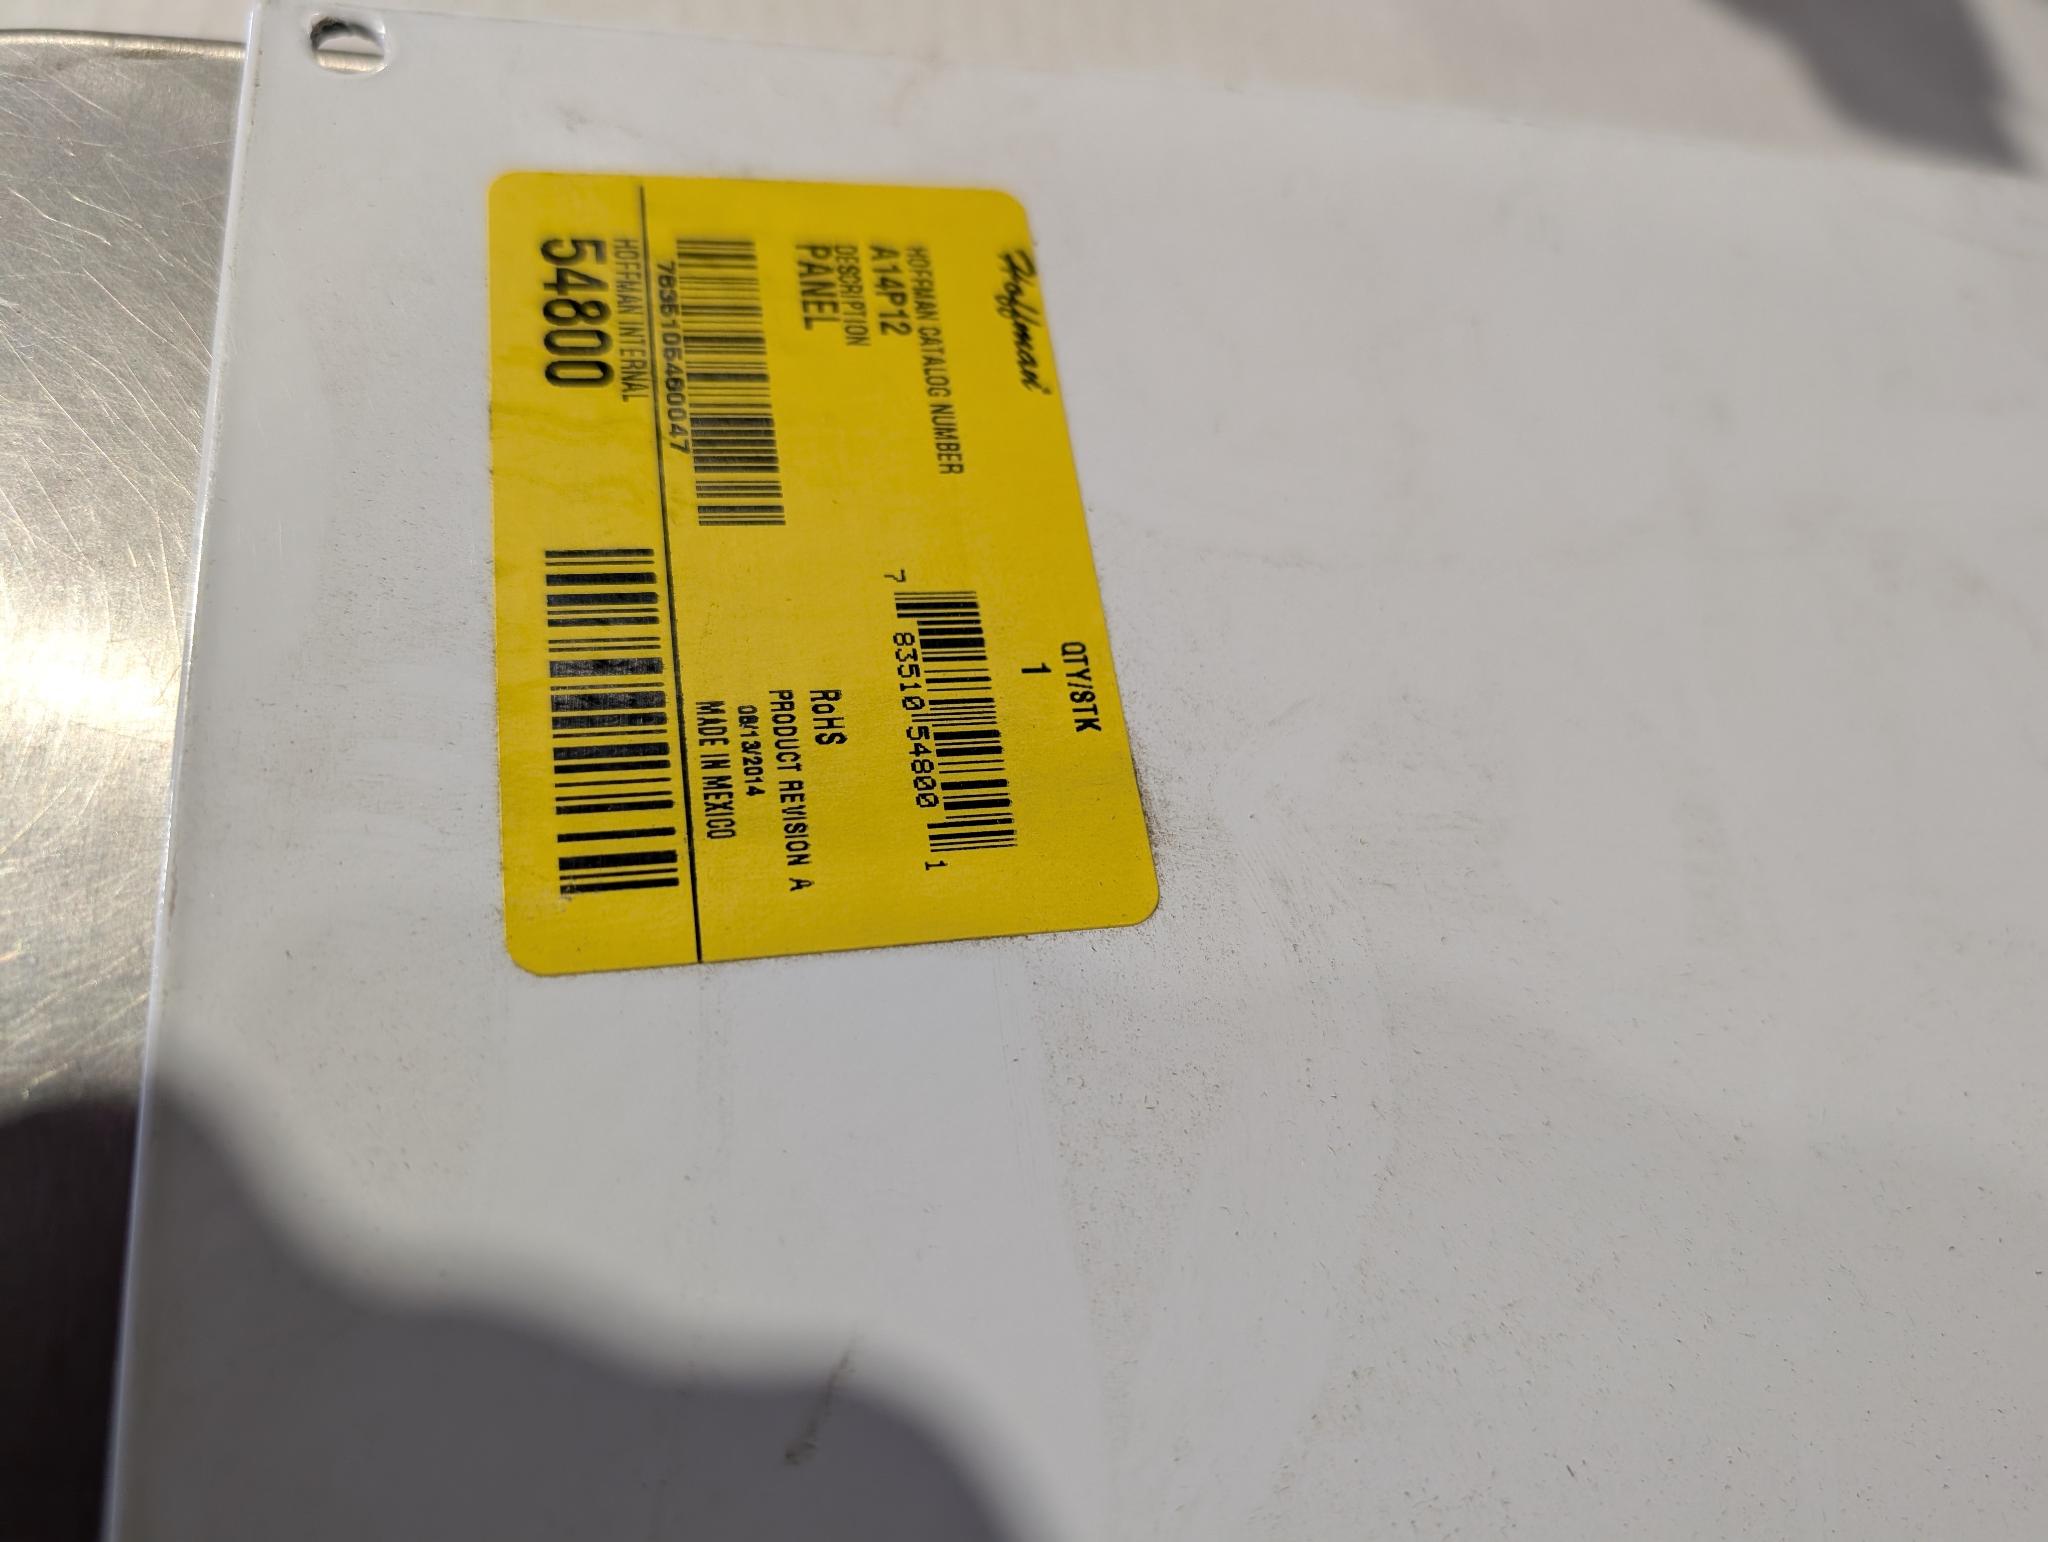 Hoffman
QTY/STK
1
HOFFMAN CATALOG NUMBER
A14P12
DESCRIPTION
PANEL
7 83510 54800 1
RoHS
PRODUCT REVISION A
08/13/2014
MADE IN MEXICO
7835105480047
HOFFMAN INTERNAL
54800